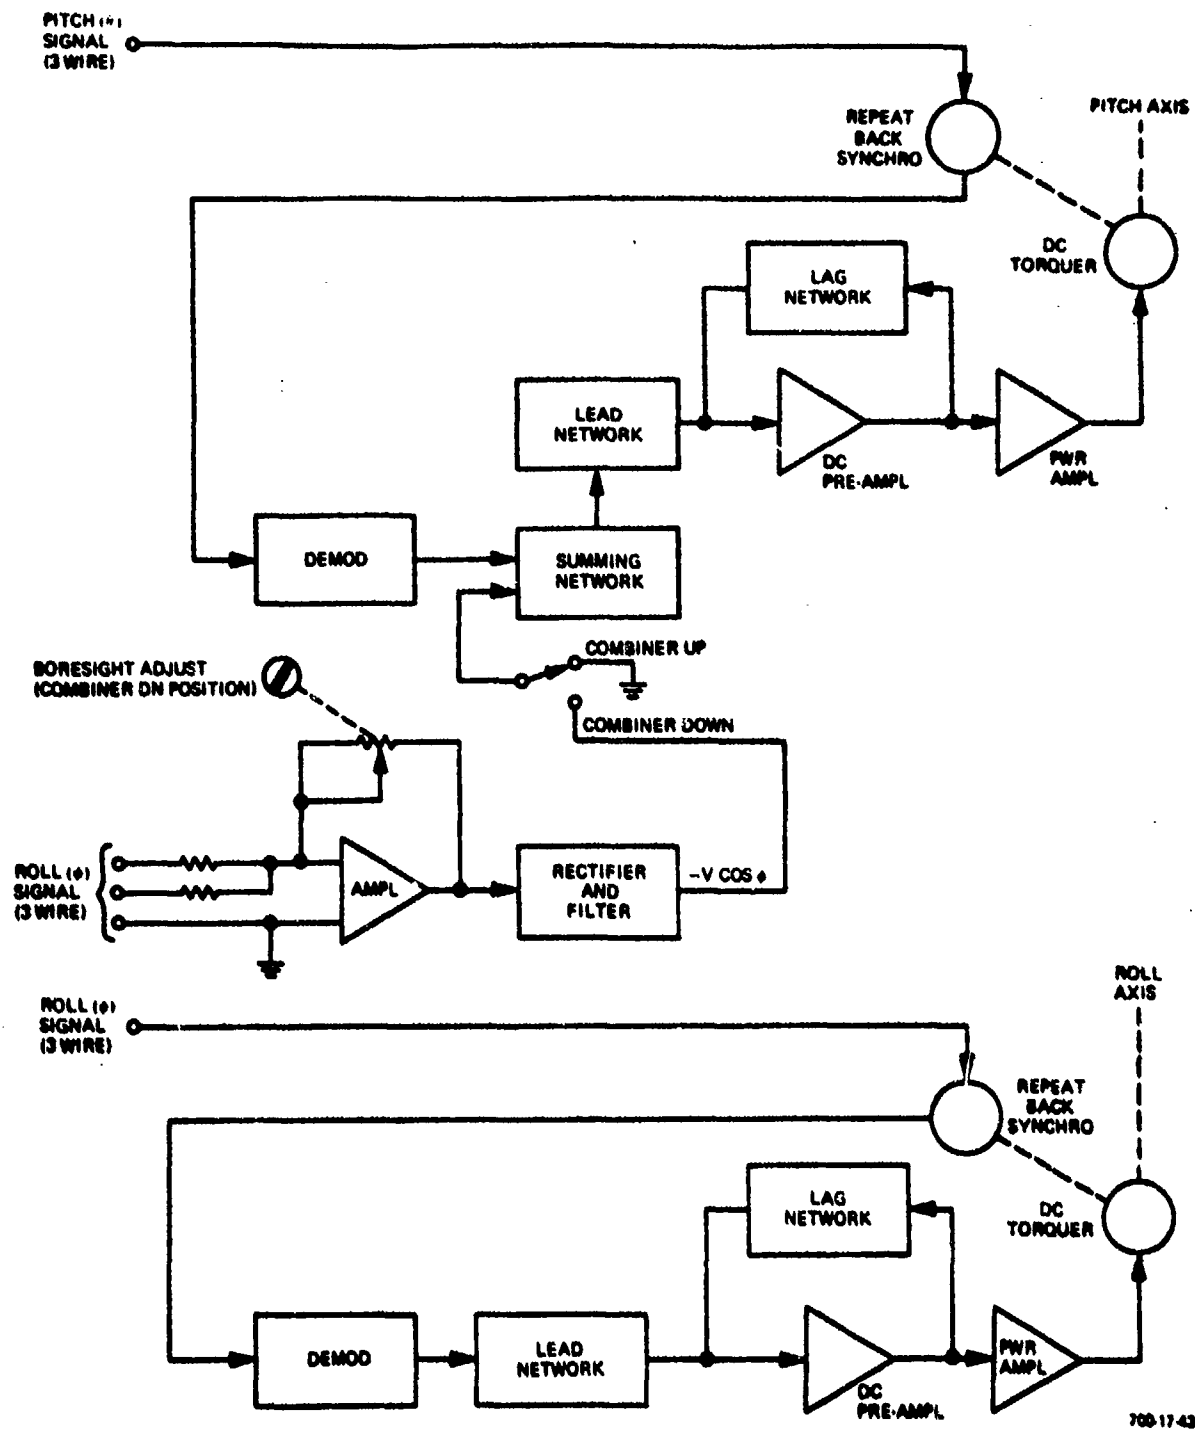 PITCH (θ)
SIGNAL
(3 WIRE)
REPEAT
BACK
SYNCHRO
PITCH AXIS
DC
TORQUER
LAG
NETWORK
LEAD
NETWORK
DC
PRE-AMPL
PWR
AMPL
DEMOD
SUMMING
NETWORK
COMBINER UP
BORESIGHT ADJUST
(COMBINER DN POSITION)
COMBINER DOWN
ROLL (φ)
SIGNAL
(3 WIRE)
AMPL
RECTIFIER
AND
FILTER
−V COS φ
ROLL
AXIS
ROLL (φ)
SIGNAL
(3 WIRE)
REPEAT
BACK
SYNCHRO
LAG
NETWORK
DC
TORQUER
DEMOD
LEAD
NETWORK
DC
PRE-AMPL
PWR
AMPL
700-17-43